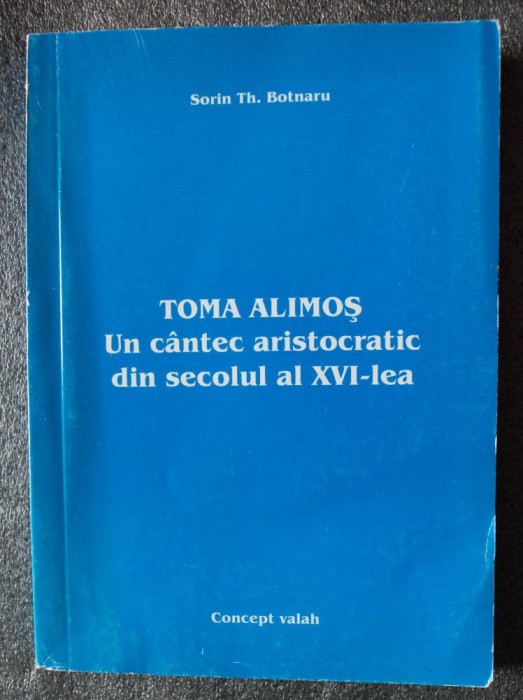 Sorin Th. Botnaru
TOMA ALIMOŞ
Un cântec aristocratic
din secolul al XVI-lea
Concept valah